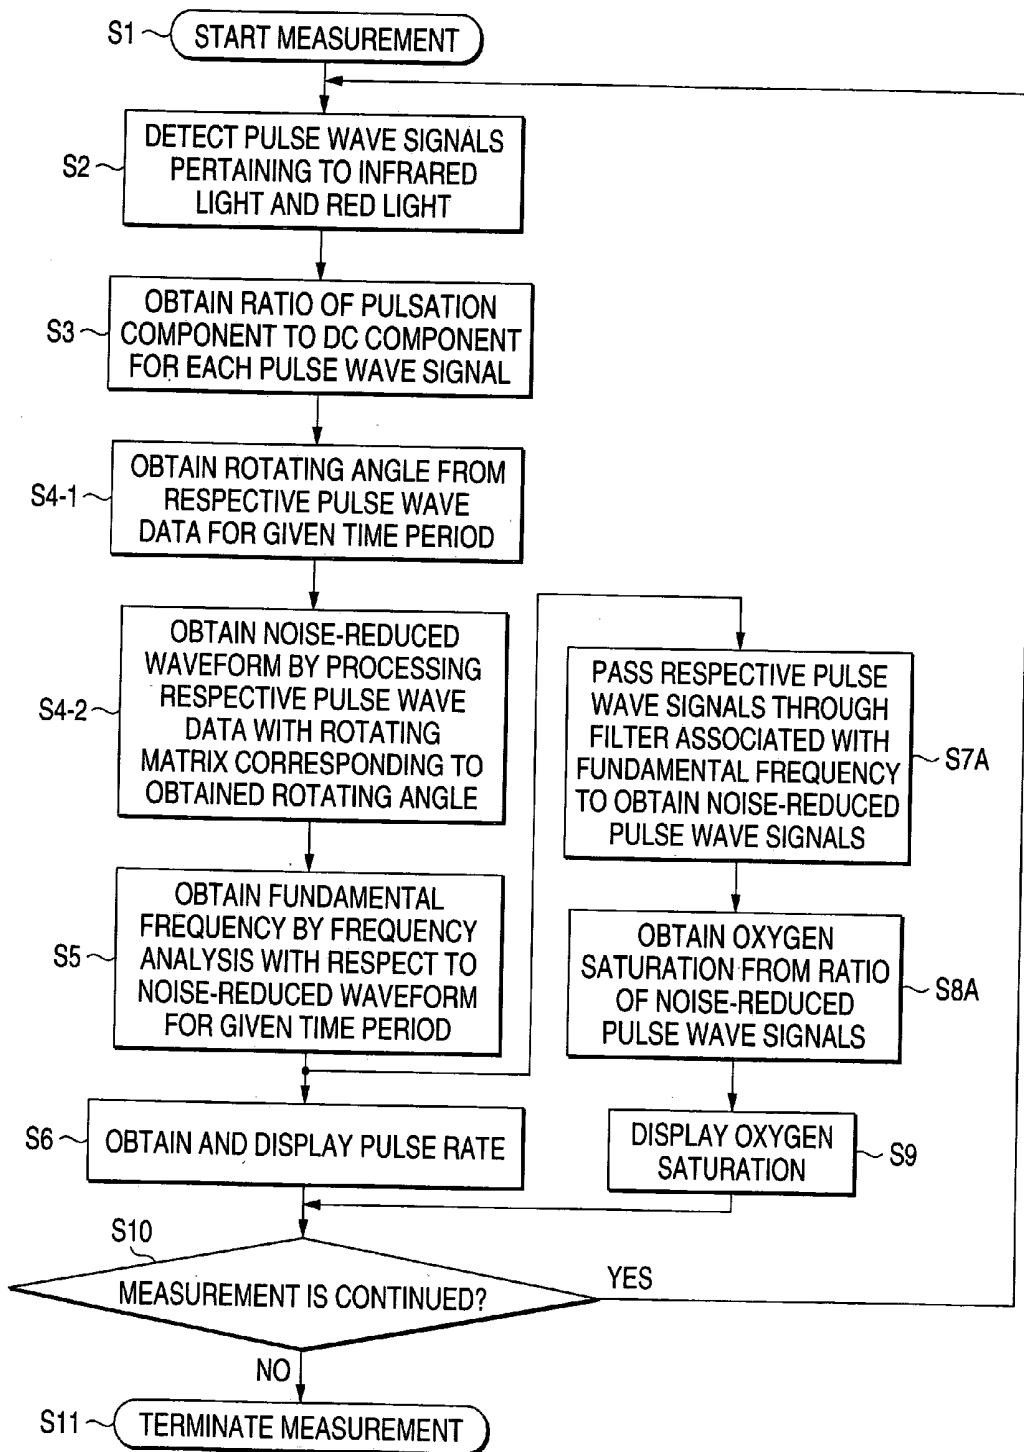 S1
START MEASUREMENT
S2
DETECT PULSE WAVE SIGNALS
PERTAINING TO INFRARED
LIGHT AND RED LIGHT
S3
OBTAIN RATIO OF PULSATION
COMPONENT TO DC COMPONENT
FOR EACH PULSE WAVE SIGNAL
S4-1
OBTAIN ROTATING ANGLE FROM
RESPECTIVE PULSE WAVE
DATA FOR GIVEN TIME PERIOD
S4-2
OBTAIN NOISE-REDUCED
WAVEFORM BY PROCESSING
RESPECTIVE PULSE WAVE
DATA WITH ROTATING
MATRIX CORRESPONDING TO
OBTAINED ROTATING ANGLE
S5
OBTAIN FUNDAMENTAL
FREQUENCY BY FREQUENCY
ANALYSIS WITH RESPECT TO
NOISE-REDUCED WAVEFORM
FOR GIVEN TIME PERIOD
S6
OBTAIN AND DISPLAY PULSE RATE
PASS RESPECTIVE PULSE
WAVE SIGNALS THROUGH
FILTER ASSOCIATED WITH
FUNDAMENTAL FREQUENCY
TO OBTAIN NOISE-REDUCED
PULSE WAVE SIGNALS
S7A
OBTAIN OXYGEN
SATURATION FROM RATIO
OF NOISE-REDUCED
PULSE WAVE SIGNALS
S8A
DISPLAY OXYGEN
SATURATION
S9
S10
MEASUREMENT IS CONTINUED?
YES
NO
S11
TERMINATE MEASUREMENT